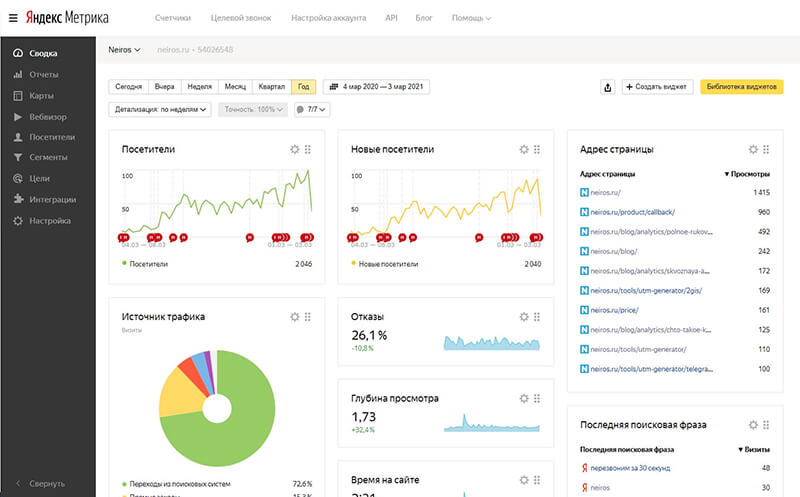 Яндекс Метрика
Счетчики
Целевой звонок
Настройка аккаунта
API
Блог
Помощь
Сводка
Отчеты
Карты
Вебвизор
Посетители
Сегменты
Цели
Интеграции
Настройка
Свернуть
Neiros
neiros.ru • 54026548
Сегодня
Вчера
Неделя
Месяц
Квартал
Год
4 мар 2020 — 3 мар 2021
+ Создать виджет
Библиотека виджетов
Детализация: по неделям
Точность: 100%
7/7
Посетители
100
50
04.03 — 08.03
01.03 — 03.03
Посетители
2 046
Новые посетители
100
50
04.03 — 08.03
01.03 — 03.03
Новые посетители
2 040
Адрес страницы
Адрес страницы
▼ Просмотры
neiros.ru/
1 415
neiros.ru/product/callback/
960
neiros.ru/blog/analytics/polnoe-rukov...
492
neiros.ru/blog/
242
neiros.ru/blog/analytics/skvoznaya-a...
172
neiros.ru/tools/utm-generator/2gis/
169
neiros.ru/price/
161
neiros.ru/blog/analytics/chto-takoe-k...
125
neiros.ru/tools/utm-generator/
110
neiros.ru/tools/utm-generator/telegra...
100
Источник трафика
Визиты
Переходы из поисковых систем
72,6%
Отказы
26,1%
-10,8%
Глубина просмотра
1,73
+32,4%
Время на сайте
Последняя поисковая фраза
Последняя поисковая фраза
▼ Визиты
перезвоним за 30 секунд
48
neiros
30